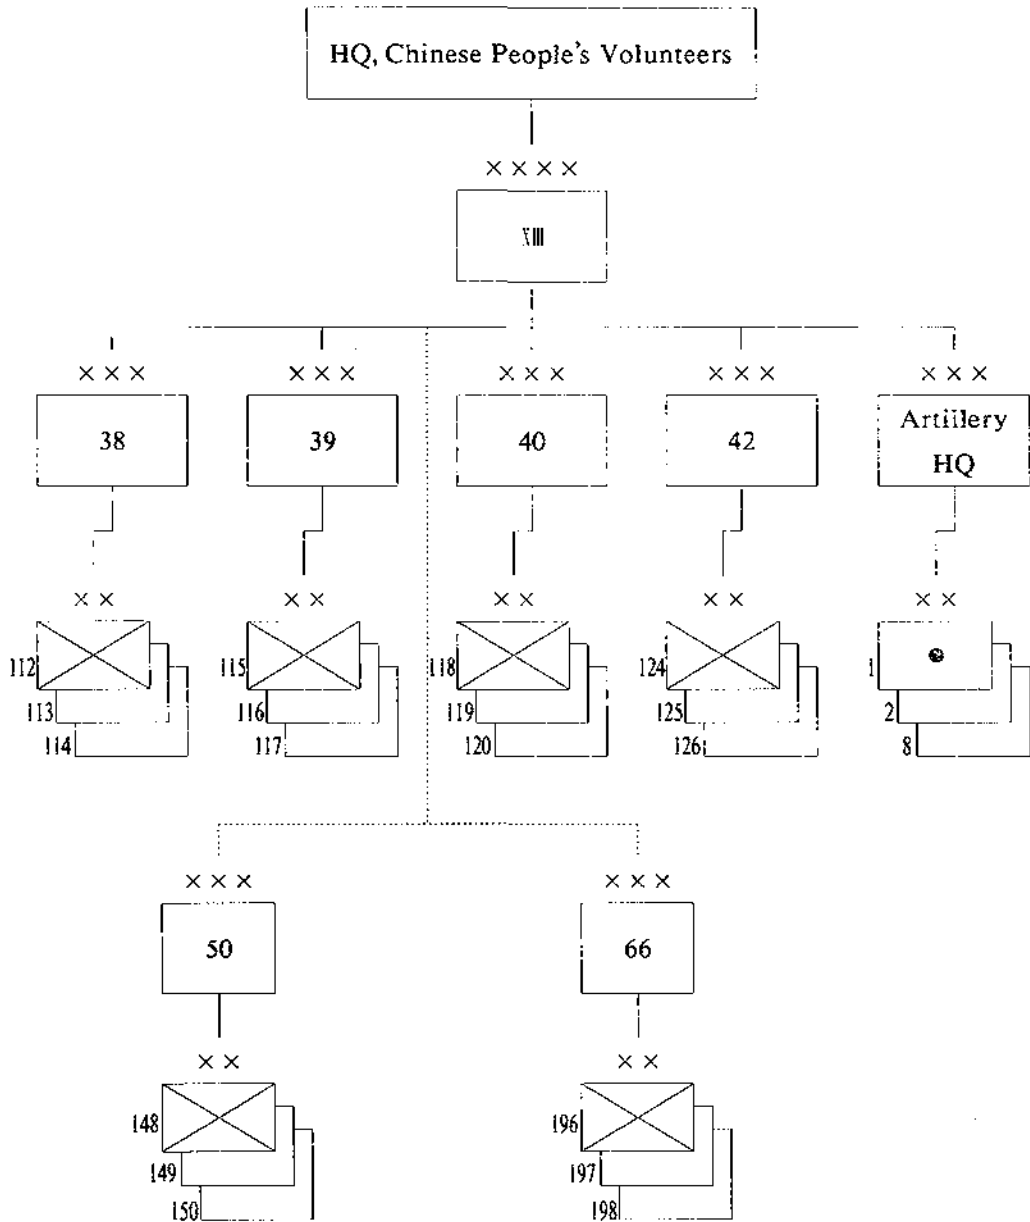 HQ, Chinese People's Volunteers
× × × ×
XIII
× × × × × × × × × × × × × × ×
38 39 40 42 Artillery
HQ
× × × × × × × × × ×
112 115 118 124 1
113 116 119 125 2
114 117 120 126 8
× × × × × ×
50 66
× × × ×
148 196
149 197
150 198